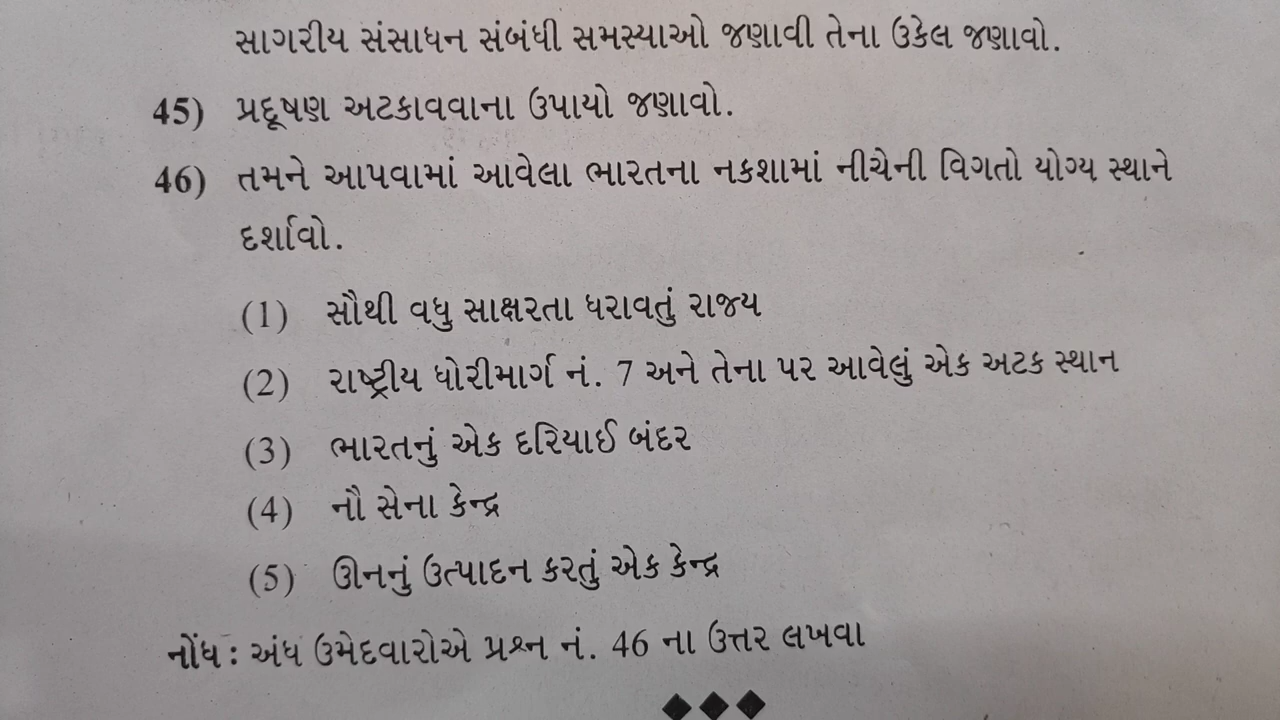 સાગરીય સંસાધન સંબંધી સમસ્યાઓ જણાવી તેના ઉકેલ જણાવો.
45) પ્રદૂષણ અટકાવવાના ઉપાયો જણાવો.
46) તમને આપવામાં આવેલા ભારતના નકશામાં નીચેની વિગતો યોગ્ય સ્થાને
દર્શાવો.
(1) સૌથી વધુ સાક્ષરતા ધરાવતું રાજ્ય
(2) રાષ્ટ્રીય ધોરીમાર્ગ નં. 7 અને તેના પર આવેલું એક અટક સ્થાન
(3) ભારતનું એક દરિયાઈ બંદર
(4) નૌ સેના કેન્દ્ર
(5) ઊનનું ઉત્પાદન કરતું એક કેન્દ્ર
નોંધ : અંધ ઉમેદવારોએ પ્રશ્ન નં. 46 ના ઉત્તર લખવા